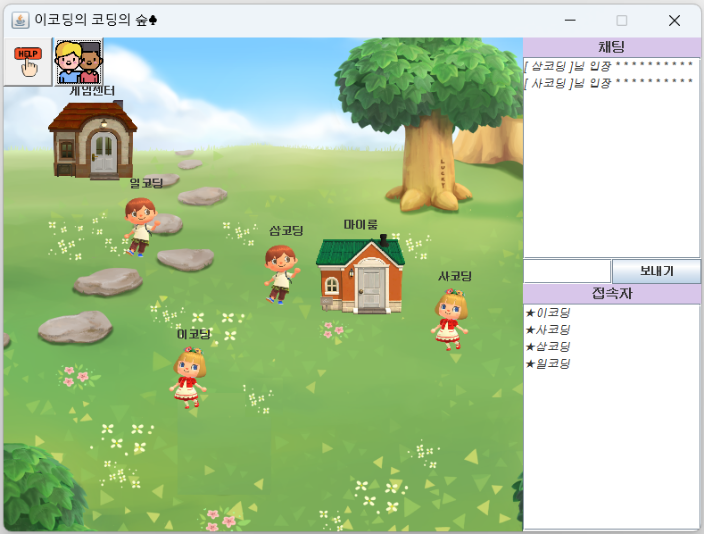 이코딩의 코딩의 숲♣
HELP
게임센터
일코딩
삼코딩
마이룸
사코딩
이코딩
채팅
[ 삼코딩 ]님 입장 * * * * * * * * * *
[ 사코딩 ]님 입장 * * * * * * * * * *
보내기
접속자
★이코딩
★사코딩
★삼코딩
★일코딩